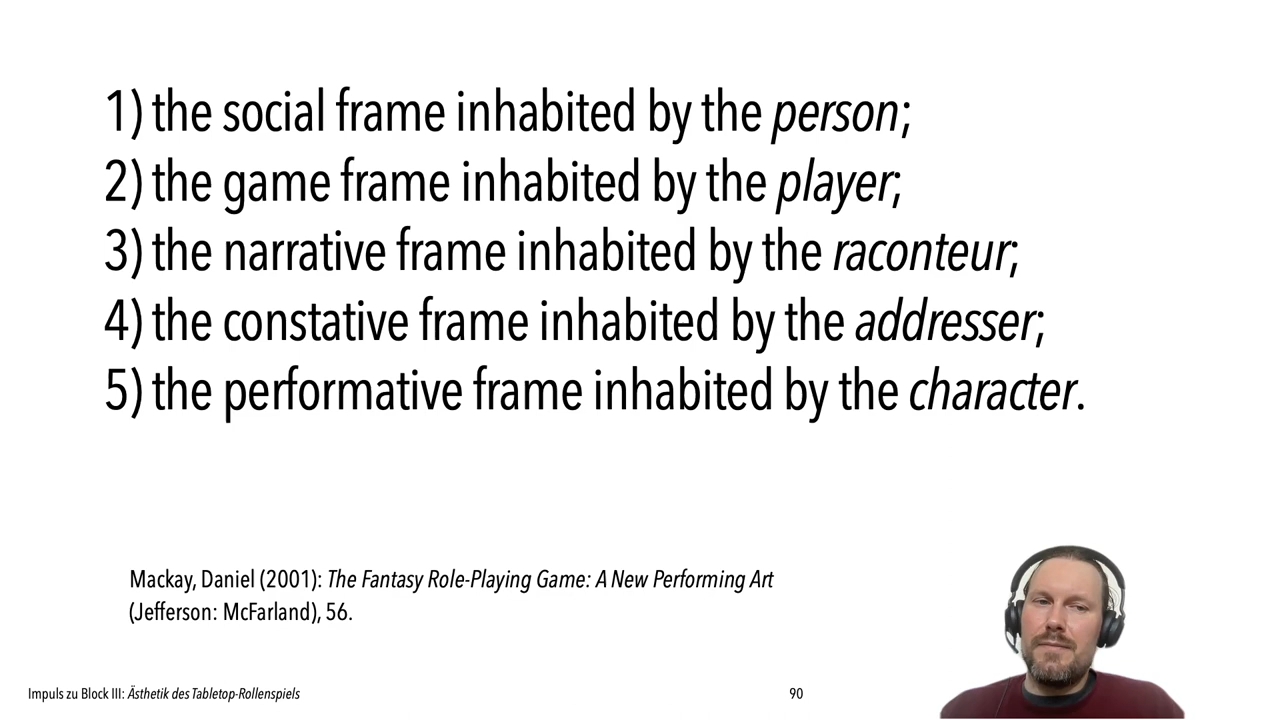 1) the social frame inhabited by the person;
2) the game frame inhabited by the player;
3) the narrative frame inhabited by the raconteur;
4) the constative frame inhabited by the addresser;
5) the performative frame inhabited by the character.
Mackay, Daniel (2001): The Fantasy Role-Playing Game: A New Performing Art
(Jefferson: McFarland), 56.
Impuls zu Block III: Ästhetik des Tabletop-Rollenspiels
90